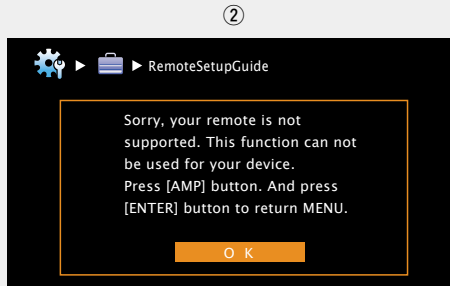 ②
RemoteSetupGuide
Sorry, your remote is not
supported. This function can not
be used for your device.
Press [AMP] button. And press
[ENTER] button to return MENU.
O K